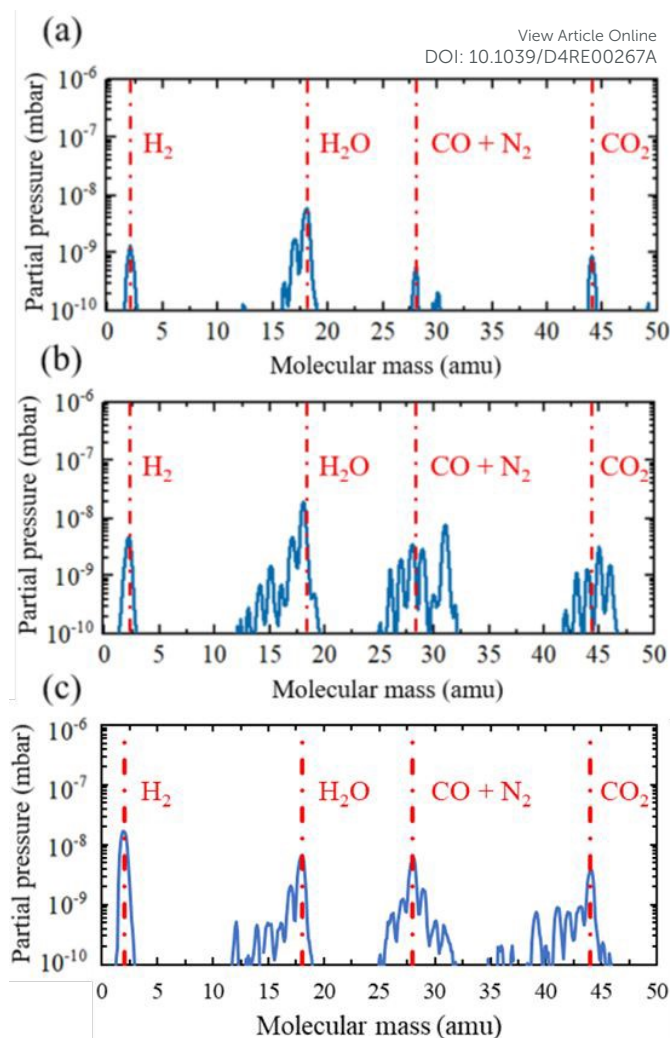 View Article Online
DOI: 10.1039/D4RE00267A
(a)
10⁻⁶
10⁻⁷
10⁻⁸
10⁻⁹
10⁻¹⁰
Partial pressure (mbar)
H₂ H₂O CO + N₂ CO₂
0 5 10 15 20 25 30 35 40 45 50
Molecular mass (amu)
(b)
10⁻⁶
10⁻⁷
10⁻⁸
10⁻⁹
10⁻¹⁰
Partial pressure (mbar)
H₂ H₂O CO + N₂ CO₂
0 5 10 15 20 25 30 35 40 45 50
Molecular mass (amu)
(c)
10⁻⁶
10⁻⁷
10⁻⁸
10⁻⁹
10⁻¹⁰
Partial pressure (mbar)
H₂ H₂O CO + N₂ CO₂
0 5 10 15 20 25 30 35 40 45 50
Molecular mass (amu)